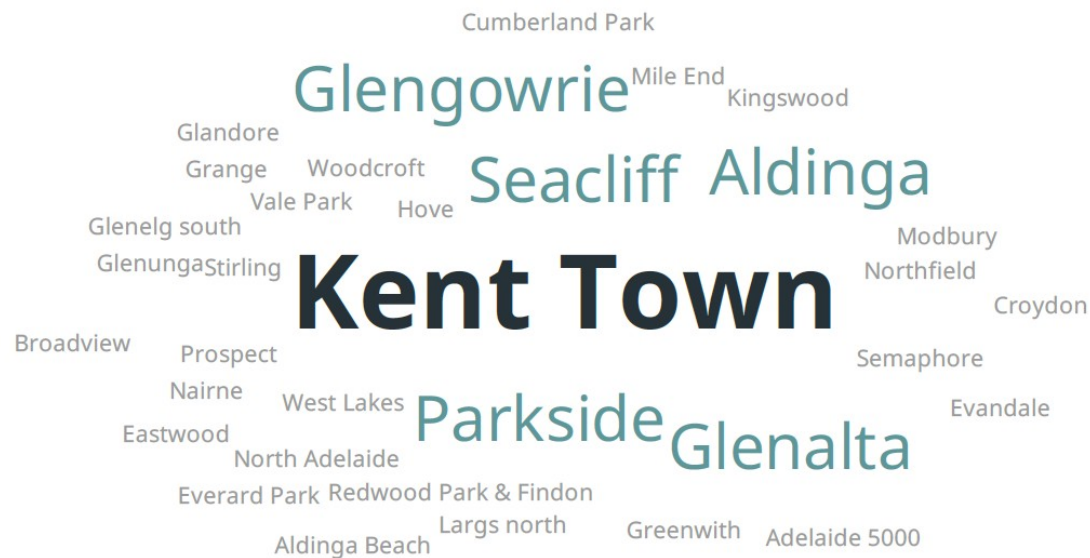 Cumberland Park
Glengowrie
Mile End
Kingswood
Glandore
Grange
Woodcroft
Seacliff
Aldinga
Vale Park
Hove
Glenelg south
Modbury
Glenunga
Stirling
Kent Town
Northfield
Croydon
Broadview
Prospect
Semaphore
Nairne
West Lakes
Parkside
Evandale
Eastwood
Glenalta
North Adelaide
Everard Park
Redwood Park & Findon
Largs north
Greenwith
Adelaide 5000
Aldinga Beach